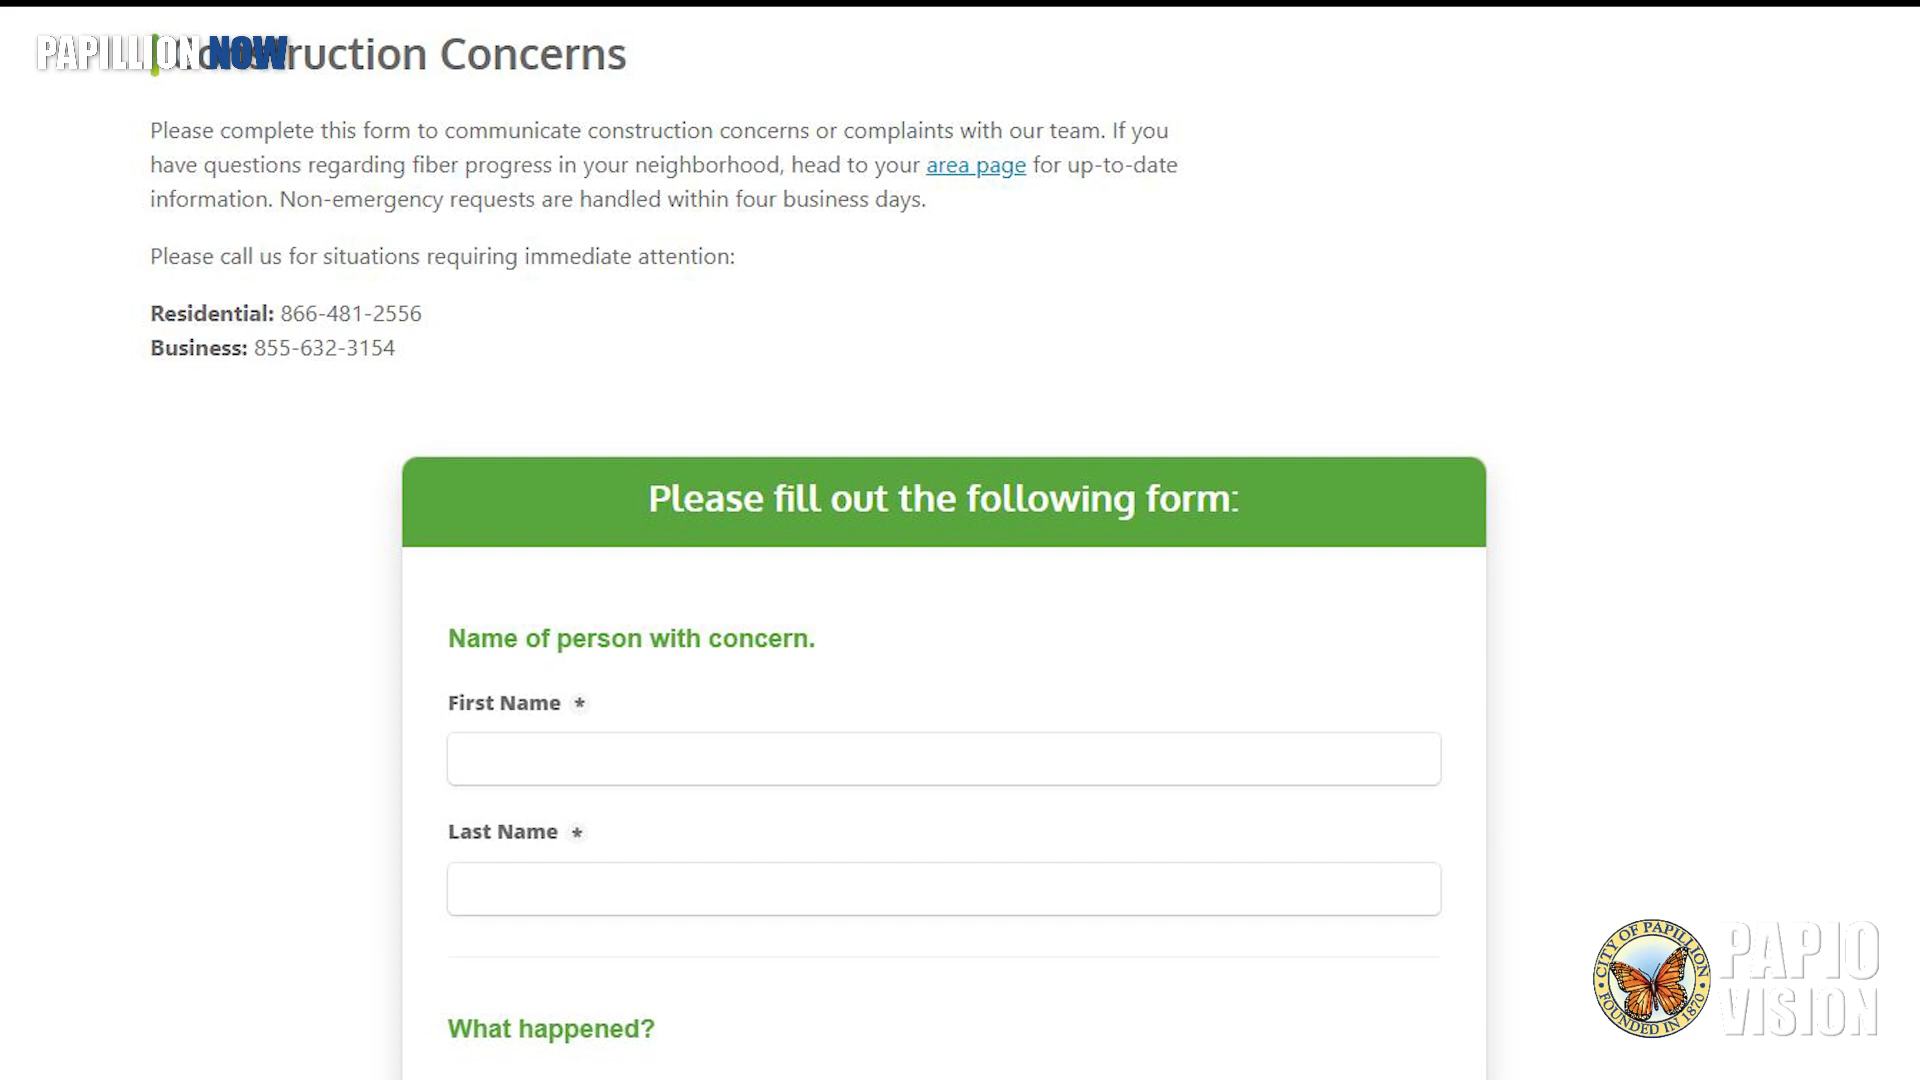 PAPILLION NOW
Construction Concerns
Please complete this form to communicate construction concerns or complaints with our team. If you
have questions regarding fiber progress in your neighborhood, head to your area page for up-to-date
information. Non-emergency requests are handled within four business days.
Please call us for situations requiring immediate attention:
Residential: 866-481-2556
Business: 855-632-3154
Please fill out the following form:
Name of person with concern.
First Name *
Last Name *
What happened?
CITY OF PAPILLION
FOUNDED IN 1870
PAPIO
VISION